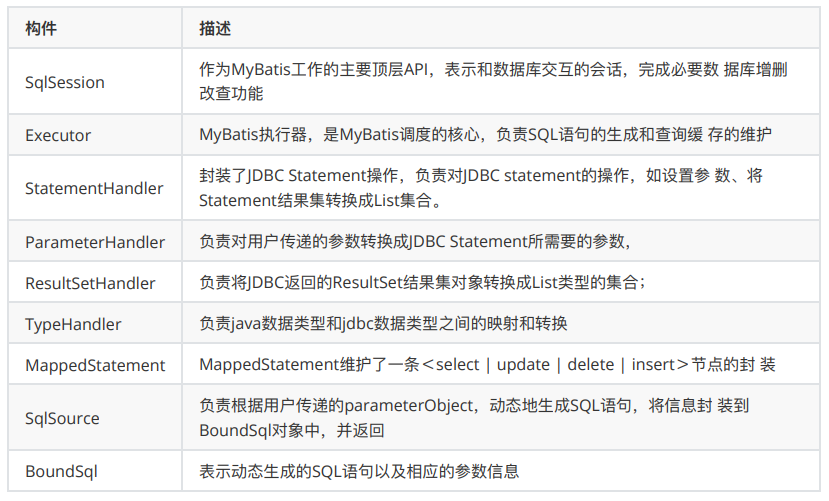 构件 描述
SqlSession 作为MyBatis工作的主要顶层API，表示和数据库交互的会话，完成必要数 据库增删
改查功能
Executor MyBatis执行器，是MyBatis调度的核心，负责SQL语句的生成和查询缓 存的维护
StatementHandler 封装了JDBC Statement操作，负责对JDBC statement的操作，如设置参 数、将
Statement结果集转换成List集合。
ParameterHandler 负责对用户传递的参数转换成JDBC Statement所需要的参数，
ResultSetHandler 负责将JDBC返回的ResultSet结果集对象转换成List类型的集合；
TypeHandler 负责java数据类型和jdbc数据类型之间的映射和转换
MappedStatement MappedStatement维护了一条＜select | update | delete | insert＞节点的封 装
SqlSource 负责根据用户传递的parameterObject，动态地生成SQL语句，将信息封 装到
BoundSql对象中，并返回
BoundSql 表示动态生成的SQL语句以及相应的参数信息